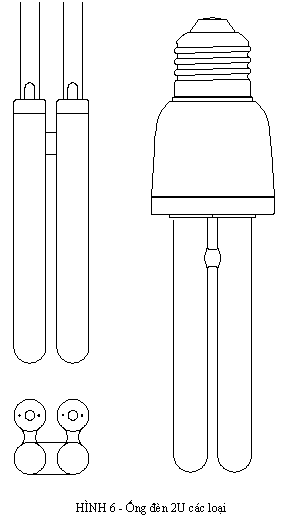 HÌNH 6 - Ống đèn 2U các loại